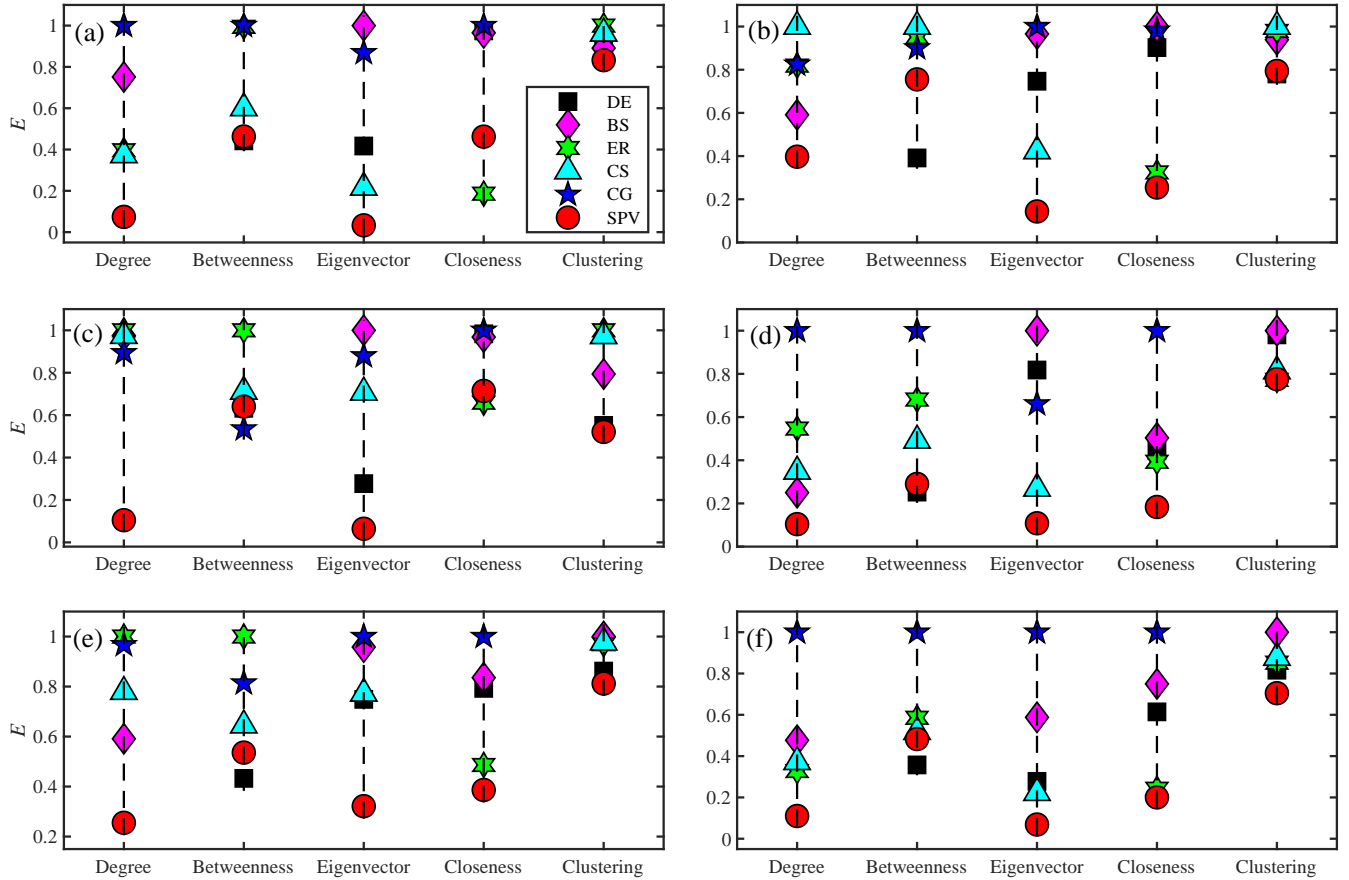 (a)
1
0.8
0.6
0.4
0.2
0
E
DE
BS
ER
CS
CG
SPV
Degree Betweenness Eigenvector Closeness Clustering
(b)
1
0.8
0.6
0.4
0.2
0
Degree Betweenness Eigenvector Closeness Clustering
(c)
1
0.8
0.6
0.4
0.2
0
E
Degree Betweenness Eigenvector Closeness Clustering
(d)
1
0.8
0.6
0.4
0.2
0
Degree Betweenness Eigenvector Closeness Clustering
(e)
1
0.8
0.6
0.4
0.2
E
Degree Betweenness Eigenvector Closeness Clustering
(f)
1
0.8
0.6
0.4
0.2
0
Degree Betweenness Eigenvector Closeness Clustering